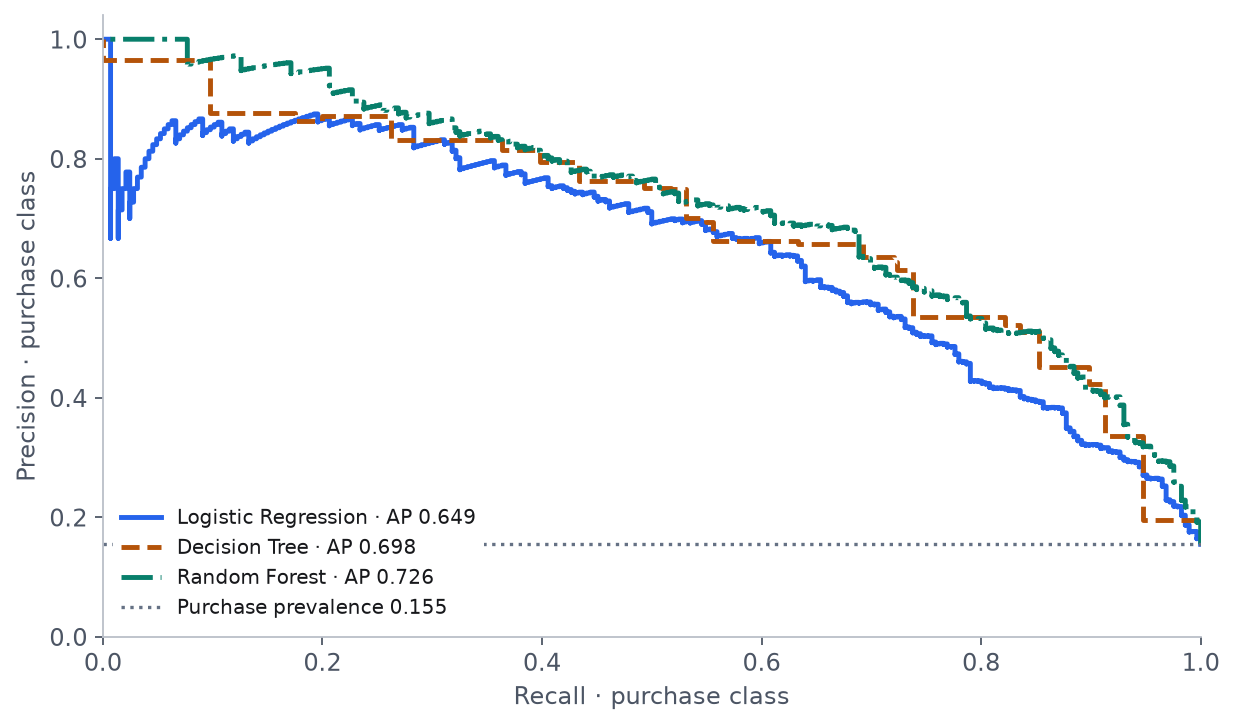 Precision · purchase class
1.0
0.8
0.6
0.4
0.2
0.0
Logistic Regression · AP 0.649
Decision Tree · AP 0.698
Random Forest · AP 0.726
Purchase prevalence 0.155
0.0 0.2 0.4 0.6 0.8 1.0
Recall · purchase class